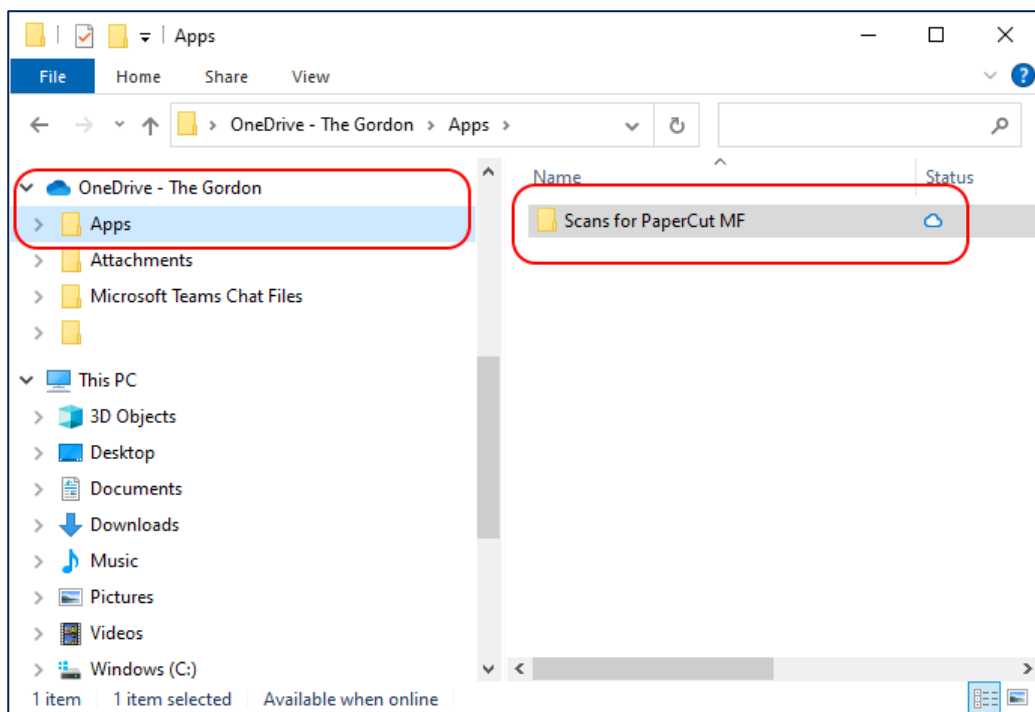 Apps
File Home Share View
OneDrive - The Gordon > Apps >
OneDrive - The Gordon
Apps
Attachments
Microsoft Teams Chat Files
This PC
3D Objects
Desktop
Documents
Downloads
Music
Pictures
Videos
Windows (C:)
Name Status
Scans for PaperCut MF
1 item 1 item selected Available when online